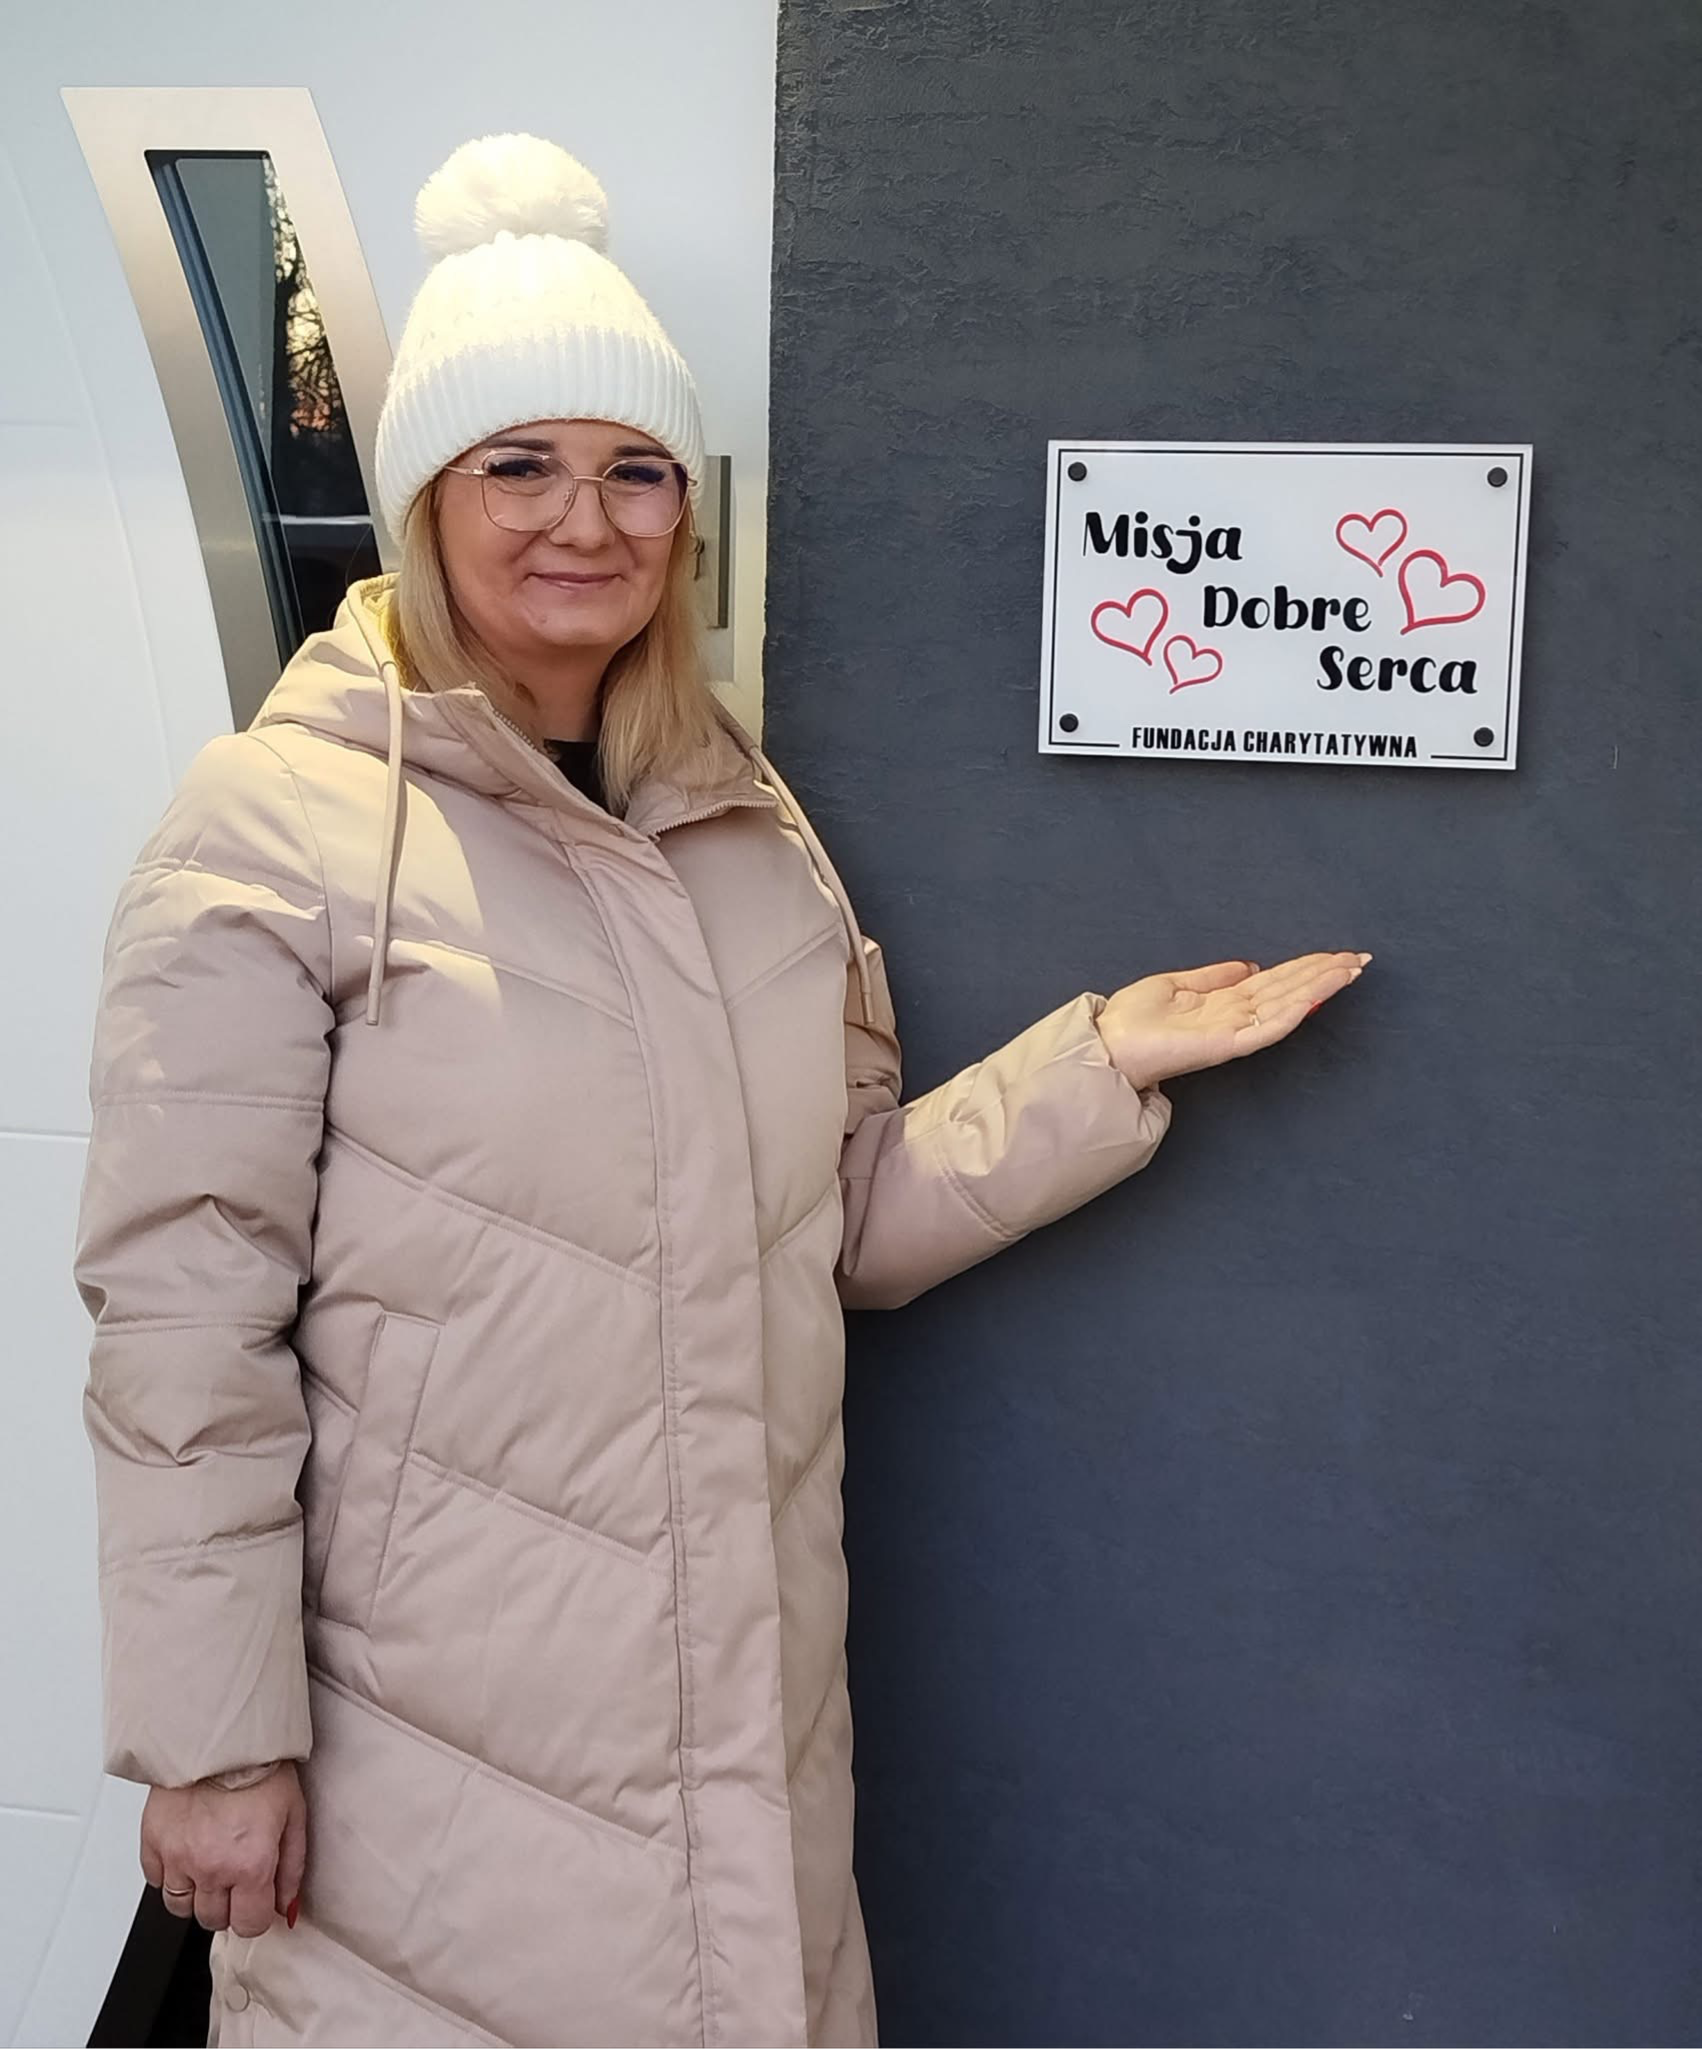 Misja
Dobre
Serca
FUNDACJA CHARYTATYWNA